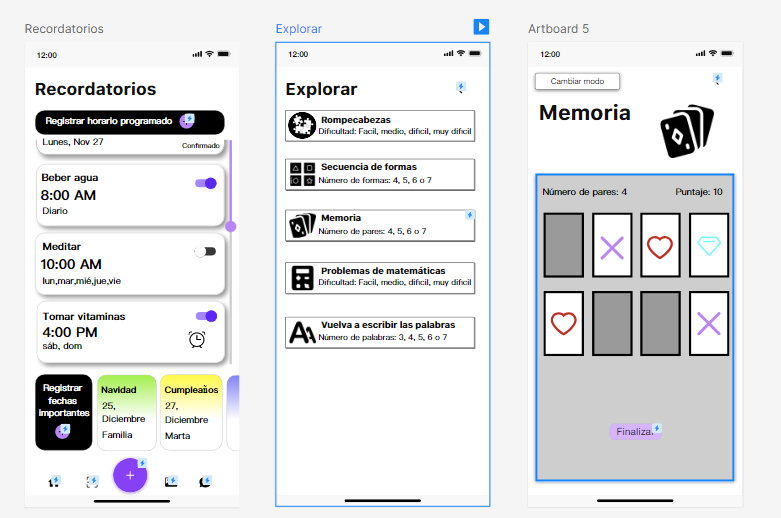 Recordatorios
12:00
Recordatorios
Registrar horario programado
Lunes, Nov 27
Confirmado
Beber agua
8:00 AM
Diario
Meditar
10:00 AM
lun,mar,mié,jue,vie
Tomar vitaminas
4:00 PM
sáb, dom
Registrar
fechas
importantes
Navidad
25,
Diciembre
Familia
Cumpleaños
27,
Diciembre
Marta
Explorar
12:00
Explorar
Rompecabezas
Dificultad: Facil, medio, dificil, muy dificil
Secuencia de formas
Número de formas: 4, 5, 6 o 7
Memoria
Número de pares: 4, 5, 6 o 7
Problemas de matemáticas
Dificultad: Facil, medio, dificil, muy dificil
Vuelva a escribir las palabras
Número de palabras: 3, 4, 5, 6 o 7
Artboard 5
12:00
Cambiar modo
Memoria
Número de pares: 4
Puntaje: 10
Finalizar